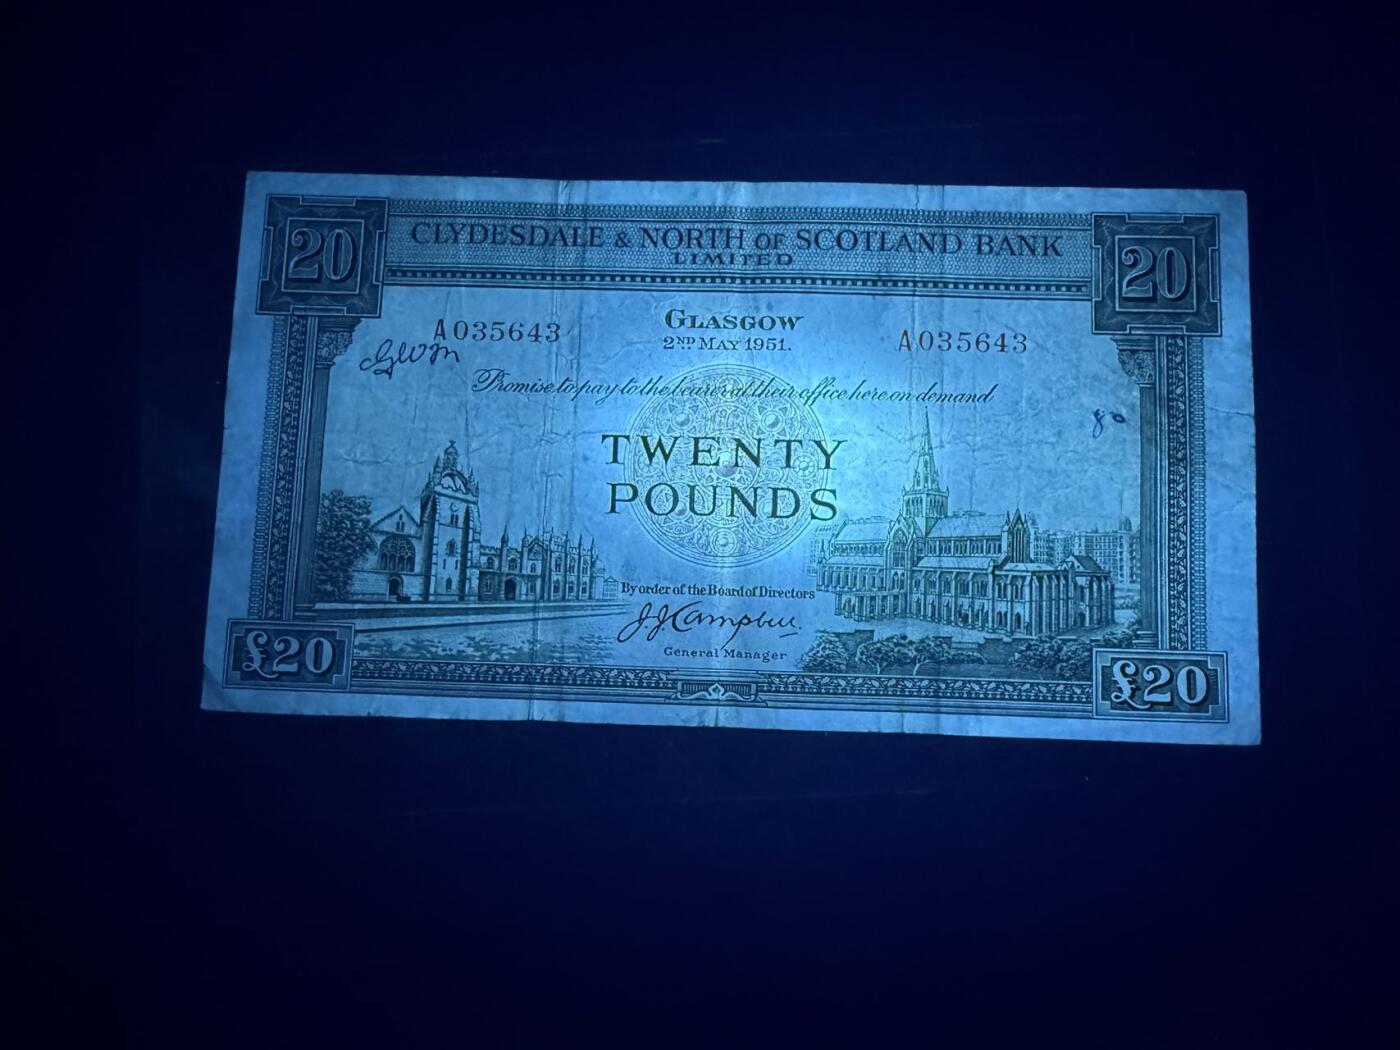 20 CLYDESDALE & NORTH OF SCOTLAND BANK 20
LIMITED
A035643 GLASGOW A035643
2ND MAY 1951.
Promise to pay to the bearer at their office here on demand
80
TWENTY
POUNDS
By order of the Board of Directors
J.J. Campbell.
General Manager
£20 £20